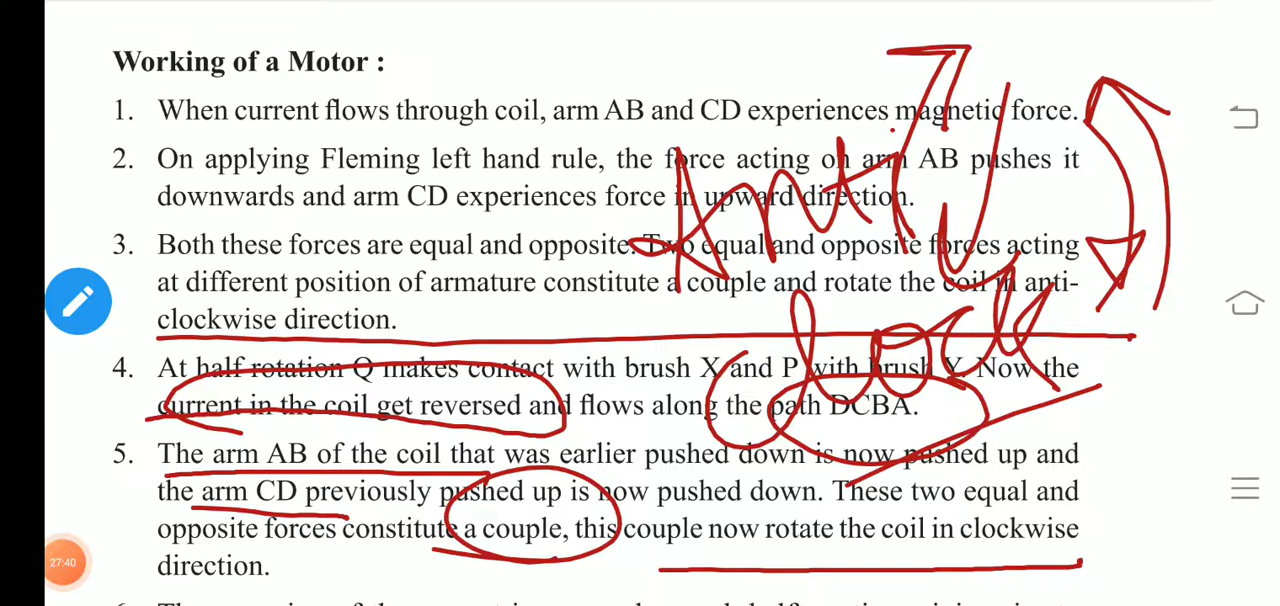 Working of a Motor :
1. When current flows through coil, arm AB and CD experiences magnetic force.
2. On applying Fleming left hand rule, the force acting on arm AB pushes it
downwards and arm CD experiences force in upward direction.
3. Both these forces are equal and opposite. Two equal and opposite forces acting
at different position of armature constitute a couple and rotate the coil in anti-
clockwise direction.
Anti
clock
4. At half rotation Q makes contact with brush X and P with brush Y. Now the
current in the coil get reversed and flows along the path DCBA.
5. The arm AB of the coil that was earlier pushed down is now pushed up and
the arm CD previously pushed up is now pushed down. These two equal and
opposite forces constitute a couple, this couple now rotate the coil in clockwise
direction.
27:40